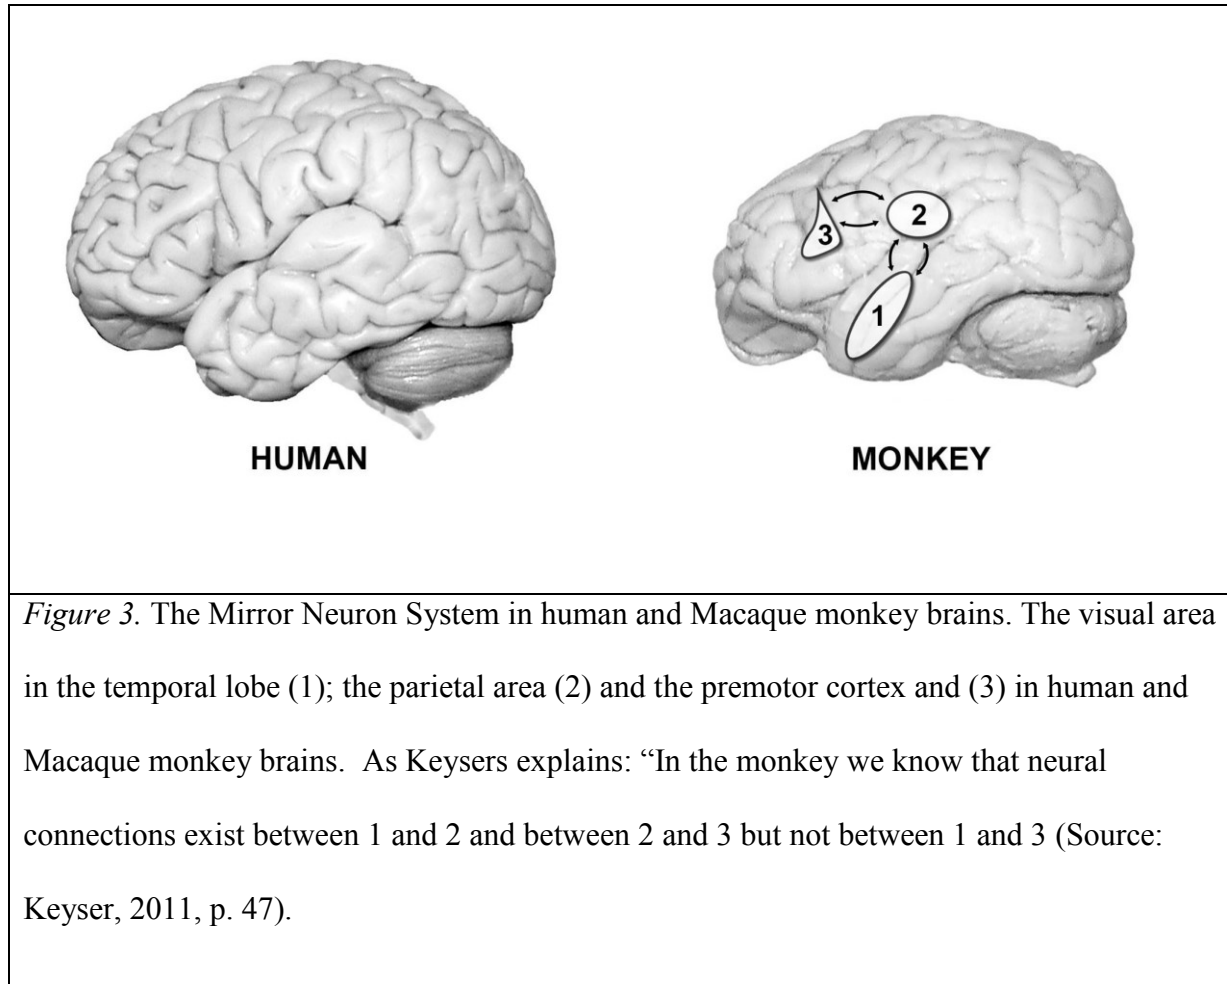 3
2
1
HUMAN
MONKEY
Figure 3. The Mirror Neuron System in human and Macaque monkey brains. The visual area
in the temporal lobe (1); the parietal area (2) and the premotor cortex and (3) in human and
Macaque monkey brains.  As Keysers explains: “In the monkey we know that neural
connections exist between 1 and 2 and between 2 and 3 but not between 1 and 3 (Source:
Keyser, 2011, p. 47).